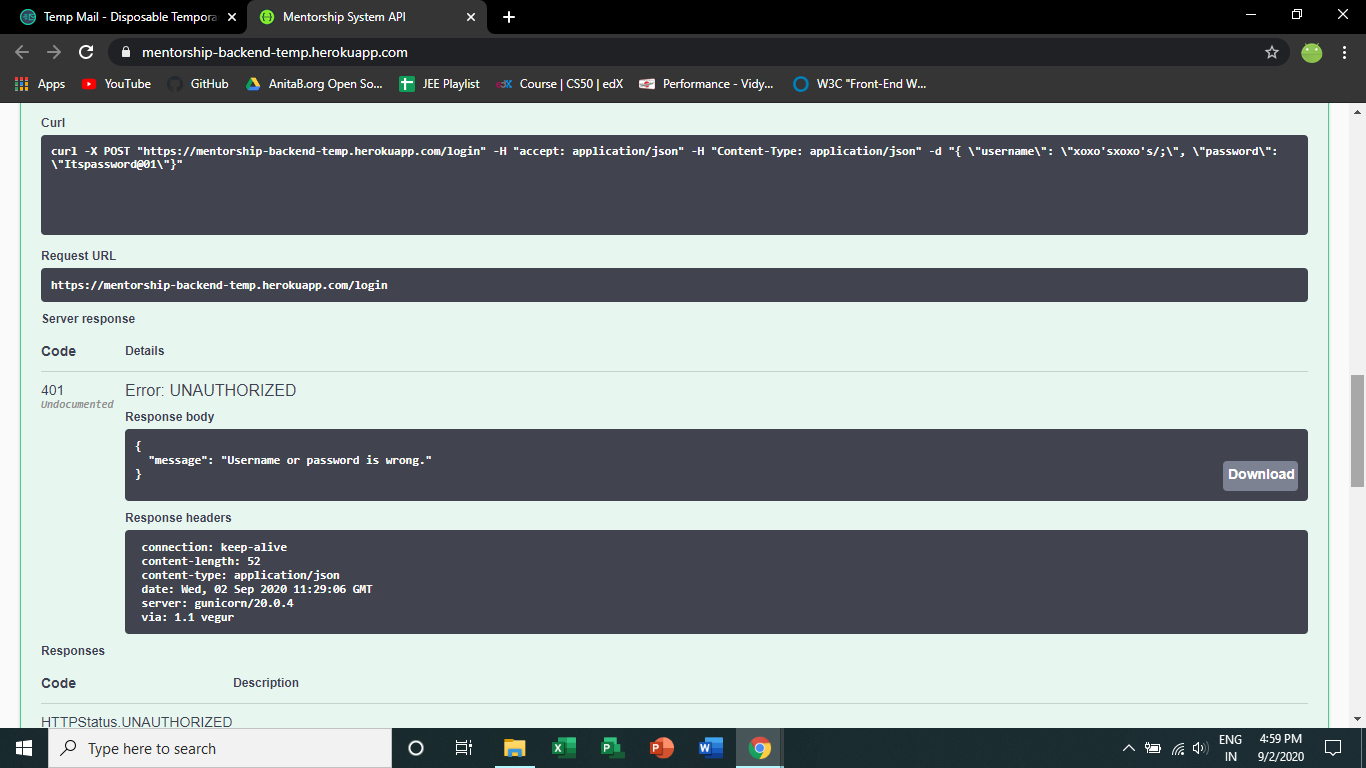 Temp Mail - Disposable Tempora
Mentorship System API
mentorship-backend-temp.herokuapp.com
Apps
YouTube
GitHub
AnitaB.org Open So...
JEE Playlist
edX
Course | CS50 | edX
Performance - Vidy...
W3C "Front-End W...
Curl
curl -X POST "https://mentorship-backend-temp.herokuapp.com/login" -H "accept: application/json" -H "Content-Type: application/json" -d "{ \"username\": \"xoxo'sxoxo's/;\", \"password\":
\"Itspassword@01\"}"
Request URL
https://mentorship-backend-temp.herokuapp.com/login
Server response
Code Details
401 Error: UNAUTHORIZED
Undocumented
Response body
{
"message": "Username or password is wrong."
}
Download
Response headers
connection: keep-alive
content-length: 52
content-type: application/json
date: Wed, 02 Sep 2020 11:29:06 GMT
server: gunicorn/20.0.4
via: 1.1 vegur
Responses
Code Description
HTTPStatus.UNAUTHORIZED
Type here to search
ENG
IN
4:59 PM
9/2/2020